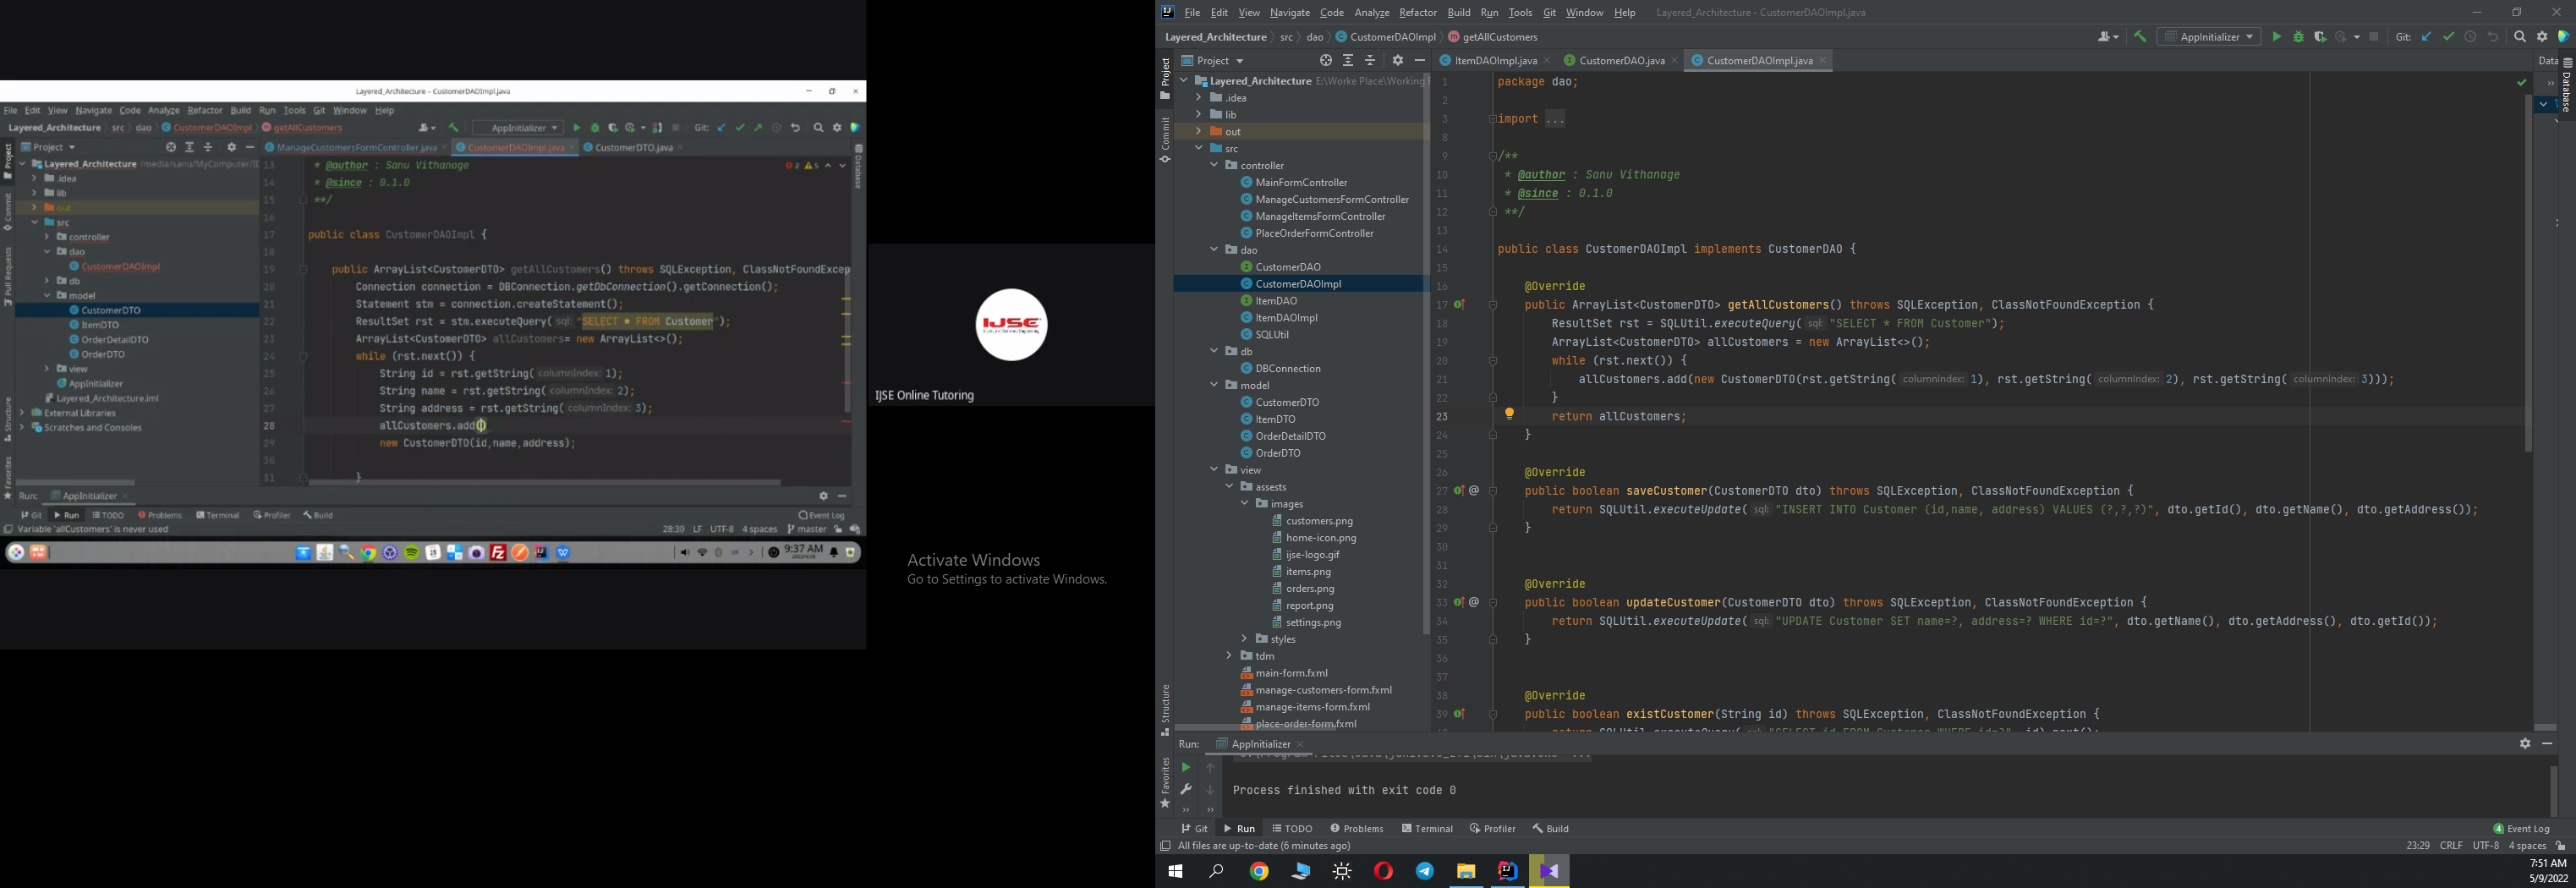 Layered_Architecture – CustomerDAOImpl.java
File Edit View Navigate Code Analyze Refactor Build Run Tools Git Window Help
Layered_Architecture src dao CustomerDAOImpl getAllCustomers AppInitializer Git:
Project ManageCustomersFormController.java CustomerDAOImpl.java CustomerDTO.java
Layered_Architecture /media/sanu/MyComputer/
.idea
lib
out
src
controller
dao
CustomerDAOImpl
db
model
CustomerDTO
ItemDTO
OrderDetailDTO
OrderDTO
view
AppInitializer
Layered_Architecture.iml
External Libraries
Scratches and Consoles
Project
Commit
Pull Requests
Structure
Favorites
Database
2 5
13 * @author : Sanu Vithanage
14 * @since : 0.1.0
15 **/
16
17 public class CustomerDAOImpl {
18
19 public ArrayList<CustomerDTO> getAllCustomers() throws SQLException, ClassNotFoundExcep
20 Connection connection = DBConnection.getDbConnection().getConnection();
21 Statement stm = connection.createStatement();
22 ResultSet rst = stm.executeQuery( sql: "SELECT * FROM Customer");
23 ArrayList<CustomerDTO> allCustomers= new ArrayList<>();
24 while (rst.next()) {
25 String id = rst.getString( columnIndex: 1);
26 String name = rst.getString( columnIndex: 2);
27 String address = rst.getString( columnIndex: 3);
28 allCustomers.add()
29 new CustomerDTO(id,name,address);
30
31 }
Run: AppInitializer
Git Run TODO Problems Terminal Profiler Build Event Log
Variable 'allCustomers' is never used 28:30 LF UTF-8 4 spaces master
9:37 AM
IJSE
IJSE Online Tutoring
Activate Windows
Go to Settings to activate Windows.
File Edit View Navigate Code Analyze Refactor Build Run Tools Git Window Help Layered_Architecture - CustomerDAOImpl.java
Layered_Architecture src dao CustomerDAOImpl getAllCustomers AppInitializer Git:
Project ItemDAOImpl.java CustomerDAO.java CustomerDAOImpl.java Data
Project
Commit
Structure
Favorites
Database
Layered_Architecture E:\Worke Place\Working
.idea
lib
out
src
controller
MainFormController
ManageCustomersFormController
ManageItemsFormController
PlaceOrderFormController
dao
CustomerDAO
CustomerDAOImpl
ItemDAO
ItemDAOImpl
SQLUtil
db
DBConnection
model
CustomerDTO
ItemDTO
OrderDetailDTO
OrderDTO
view
assests
images
customers.png
home-icon.png
ijse-logo.gif
items.png
orders.png
report.png
settings.png
styles
tdm
main-form.fxml
manage-customers-form.fxml
manage-items-form.fxml
place-order-form.fxml
1 package dao;
2
3 import ...
8
9 /**
10 * @author : Sanu Vithanage
11 * @since : 0.1.0
12 **/
13
14 public class CustomerDAOImpl implements CustomerDAO {
15
16 @Override
17 public ArrayList<CustomerDTO> getAllCustomers() throws SQLException, ClassNotFoundException {
18 ResultSet rst = SQLUtil.executeQuery( sql: "SELECT * FROM Customer");
19 ArrayList<CustomerDTO> allCustomers = new ArrayList<>();
20 while (rst.next()) {
21 allCustomers.add(new CustomerDTO(rst.getString( columnIndex: 1), rst.getString( columnIndex: 2), rst.getString( columnIndex: 3)));
22 }
23 return allCustomers;
24 }
25
26 @Override
27 public boolean saveCustomer(CustomerDTO dto) throws SQLException, ClassNotFoundException {
28 return SQLUtil.executeUpdate( sql: "INSERT INTO Customer (id,name, address) VALUES (?,?,?)", dto.getId(), dto.getName(), dto.getAddress());
29 }
30
31
32 @Override
33 public boolean updateCustomer(CustomerDTO dto) throws SQLException, ClassNotFoundException {
34 return SQLUtil.executeUpdate( sql: "UPDATE Customer SET name=?, address=? WHERE id=?", dto.getName(), dto.getAddress(), dto.getId());
35 }
36
37
38 @Override
39 public boolean existCustomer(String id) throws SQLException, ClassNotFoundException {
Run: AppInitializer
Process finished with exit code 0
Git Run TODO Problems Terminal Profiler Build 4 Event Log
All files are up-to-date (6 minutes ago) 23:29 CRLF UTF-8 4 spaces
7:51 AM
5/9/2022